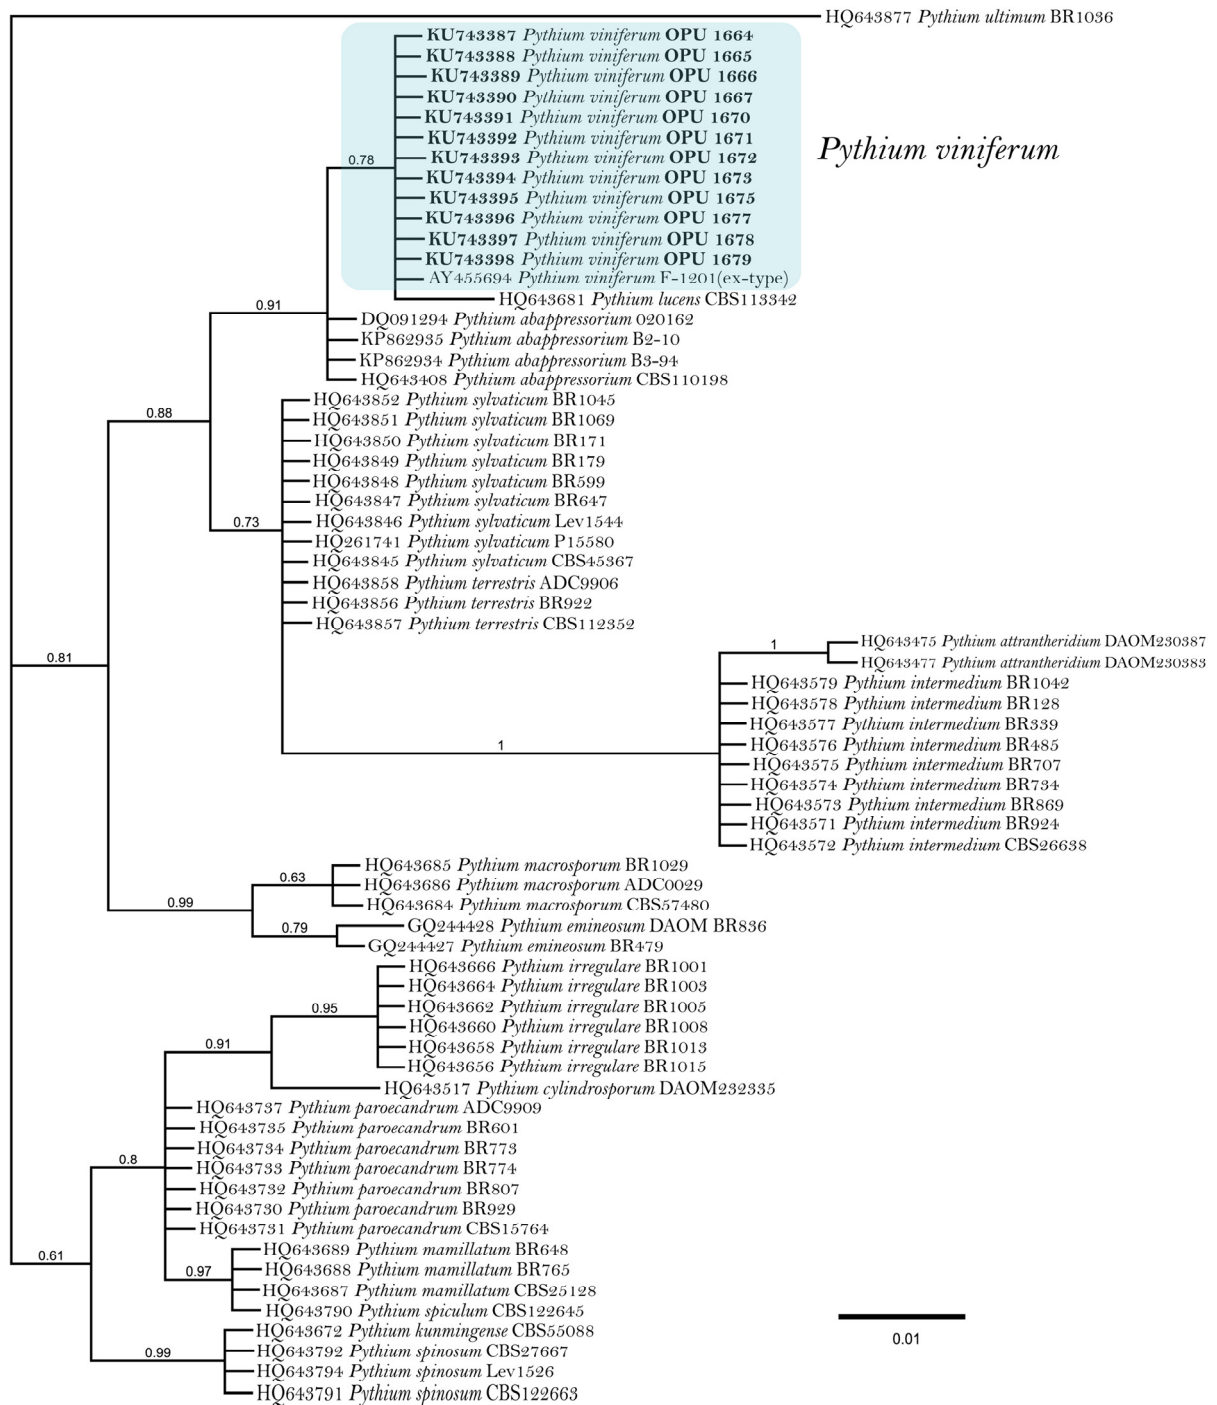 HQ643877 Pythium ultimum BR1036
KU743387 Pythium viniferum OPU 1664
KU743388 Pythium viniferum OPU 1665
KU743389 Pythium viniferum OPU 1666
KU743390 Pythium viniferum OPU 1667
KU743391 Pythium viniferum OPU 1670
KU743392 Pythium viniferum OPU 1671
Pythium viniferum
KU743393 Pythium viniferum OPU 1672
0.78
KU743394 Pythium viniferum OPU 1673
KU743395 Pythium viniferum OPU 1675
KU743396 Pythium viniferum OPU 1677
KU743397 Pythium viniferum OPU 1678
KU743398 Pythium viniferum OPU 1679
AY455694 Pythium viniferum F-1201(ex-type)
HQ643681 Pythium lucens CBS113342
0.91
DQ091294 Pythium abappressorium 020162
KP862935 Pythium abappressorium B2-10
KP862934 Pythium abappressorium B3-94
HQ643408 Pythium abappressorium CBS110198
HQ643852 Pythium sylvaticum BR1045
0.88
HQ643851 Pythium sylvaticum BR1069
HQ643850 Pythium sylvaticum BR171
HQ643849 Pythium sylvaticum BR179
HQ643848 Pythium sylvaticum BR599
HQ643847 Pythium sylvaticum BR647
0.73
HQ643846 Pythium sylvaticum Lev1544
HQ261741 Pythium sylvaticum P15580
HQ643845 Pythium sylvaticum CBS45367
HQ643858 Pythium terrestris ADC9906
HQ643856 Pythium terrestris BR922
HQ643857 Pythium terrestris CBS112352
1
HQ643475 Pythium attrantheridium DAOM230387
0.81
HQ643477 Pythium attrantheridium DAOM230383
HQ643579 Pythium intermedium BR1042
HQ643578 Pythium intermedium BR128
HQ643577 Pythium intermedium BR339
1
HQ643576 Pythium intermedium BR485
HQ643575 Pythium intermedium BR707
HQ643574 Pythium intermedium BR734
HQ643573 Pythium intermedium BR869
HQ643571 Pythium intermedium BR924
HQ643572 Pythium intermedium CBS26638
HQ643685 Pythium macrosporum BR1029
0.63
HQ643686 Pythium macrosporum ADC0029
0.99
HQ643684 Pythium macrosporum CBS57480
0.79
GQ244428 Pythium emineosum DAOM BR836
GQ244427 Pythium emineosum BR479
HQ643666 Pythium irregulare BR1001
HQ643664 Pythium irregulare BR1003
0.95
HQ643662 Pythium irregulare BR1005
HQ643660 Pythium irregulare BR1008
0.91
HQ643658 Pythium irregulare BR1013
HQ643656 Pythium irregulare BR1015
HQ643517 Pythium cylindrosporum DAOM232335
HQ643737 Pythium paroecandrum ADC9909
HQ643735 Pythium paroecandrum BR601
HQ643734 Pythium paroecandrum BR773
0.8
HQ643733 Pythium paroecandrum BR774
HQ643732 Pythium paroecandrum BR807
HQ643730 Pythium paroecandrum BR929
HQ643731 Pythium paroecandrum CBS15764
HQ643689 Pythium mamillatum BR648
0.61
0.97
HQ643688 Pythium mamillatum BR765
HQ643687 Pythium mamillatum CBS25128
HQ643790 Pythium spiculum CBS122645
HQ643672 Pythium kunmingense CBS55088
0.01
0.99
HQ643792 Pythium spinosum CBS27667
HQ643794 Pythium spinosum Lev1526
HQ643791 Pythium spinosum CBS122663